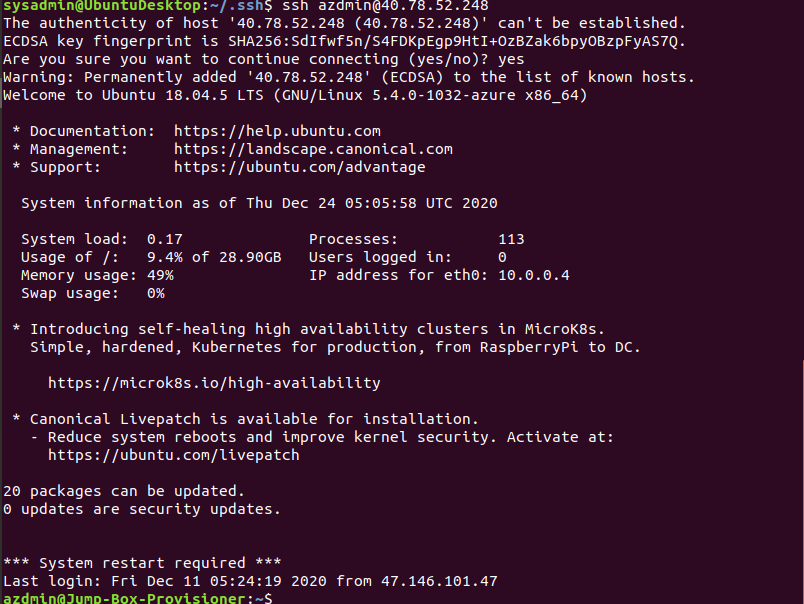 sysadmin@UbuntuDesktop:~/.ssh$ ssh azdmin@40.78.52.248
The authenticity of host '40.78.52.248 (40.78.52.248)' can't be established.
ECDSA key fingerprint is SHA256:SdIfwf5n/S4FDKpEgp9HtI+OzBZak6bpyOBzpFyAS7Q.
Are you sure you want to continue connecting (yes/no)? yes
Warning: Permanently added '40.78.52.248' (ECDSA) to the list of known hosts.
Welcome to Ubuntu 18.04.5 LTS (GNU/Linux 5.4.0-1032-azure x86_64)

 * Documentation:  https://help.ubuntu.com
 * Management:     https://landscape.canonical.com
 * Support:        https://ubuntu.com/advantage

  System information as of Thu Dec 24 05:05:58 UTC 2020

  System load:  0.17              Processes:           113
  Usage of /:   9.4% of 28.90GB   Users logged in:     0
  Memory usage: 49%               IP address for eth0: 10.0.0.4
  Swap usage:   0%

 * Introducing self-healing high availability clusters in MicroK8s.
   Simple, hardened, Kubernetes for production, from RaspberryPi to DC.

     https://microk8s.io/high-availability

 * Canonical Livepatch is available for installation.
   - Reduce system reboots and improve kernel security. Activate at:
     https://ubuntu.com/livepatch

20 packages can be updated.
0 updates are security updates.


*** System restart required ***
Last login: Fri Dec 11 05:24:19 2020 from 47.146.101.47
azdmin@Jump-Box-Provisioner:~$